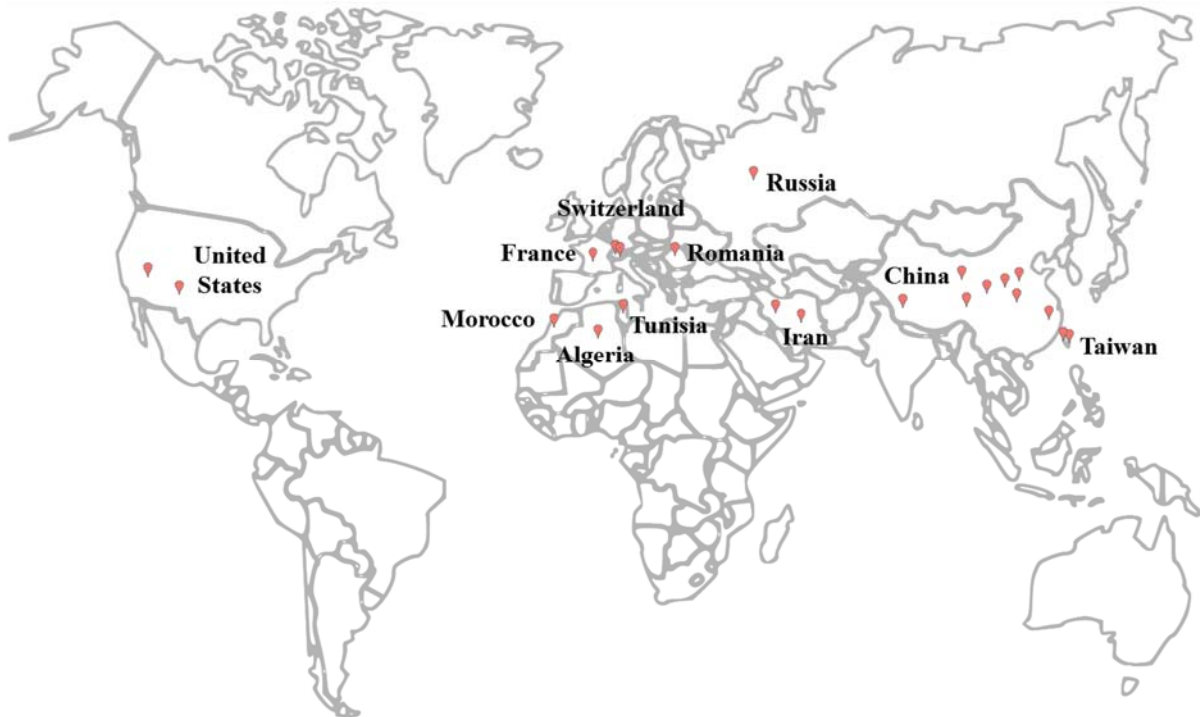 Russia
Switzerland
United
States
France
Romania
China
Morocco
Tunisia
Iran
Algeria
Taiwan